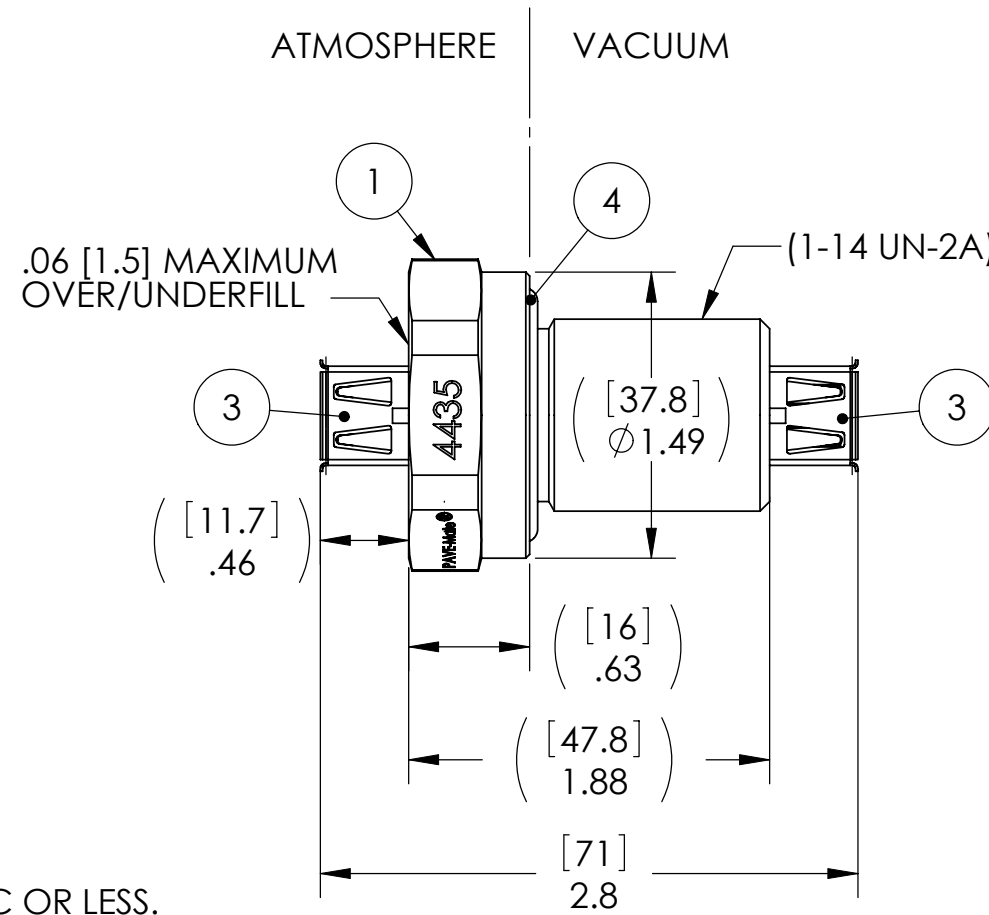 ATMOSPHERE VACUUM
1
4
.06 [1.5] MAXIMUM
OVER/UNDERFILL
(1-14 UN-2A)
3
4435
PAVE-Mate
([37.8]
⌀1.49)
3
([11.7]
.46)
([16]
.63)
([47.8]
1.88)
[71]
2.8
C OR LESS.